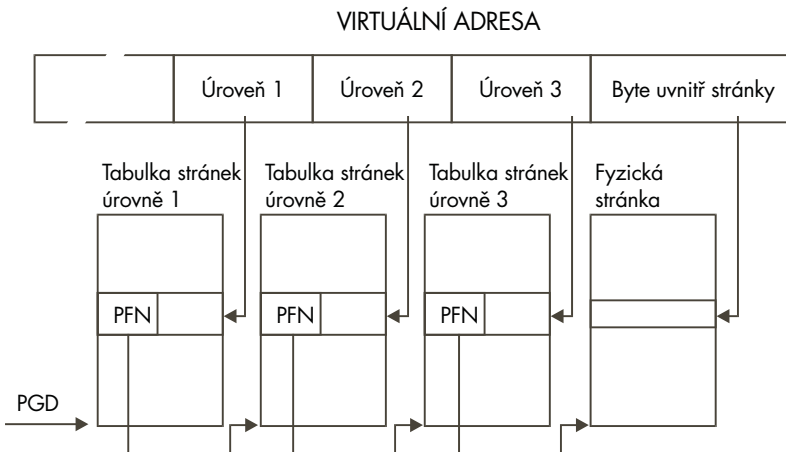 VIRTUÁLNÍ ADRESA
Úroveň 1
Úroveň 2
Úroveň 3
Byte uvnitř stránky
Tabulka stránek
úrovně 1
Tabulka stránek
úrovně 2
Tabulka stránek
úrovně 3
Fyzická
stránka
PFN
PFN
PFN
PGD